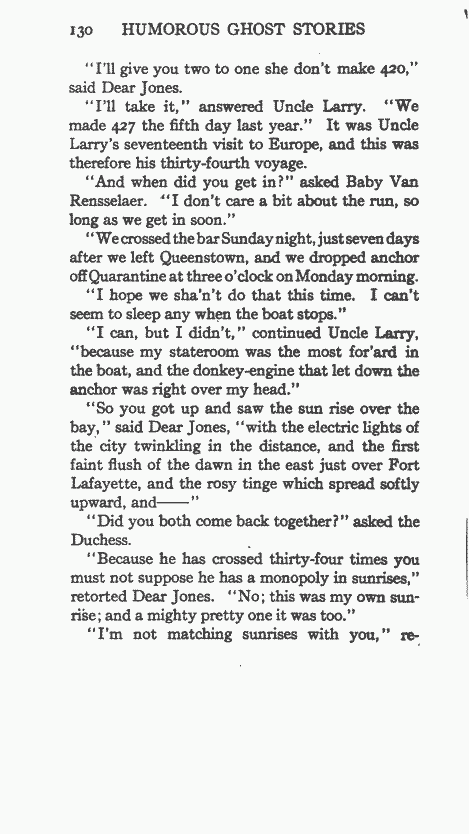 130 HUMOROUS GHOST STORIES
"I'll give you two to one she don't make 420,"
said Dear Jones.
"I'll take it," answered Uncle Larry. "We
made 427 the fifth day last year." It was Uncle
Larry's seventeenth visit to Europe, and this was
therefore his thirty-fourth voyage.
"And when did you get in?" asked Baby Van
Rensselaer. "I don't care a bit about the run, so
long as we get in soon."
"We crossed the bar Sunday night, just seven days
after we left Queenstown, and we dropped anchor
off Quarantine at three o'clock on Monday morning.
"I hope we sha'n't do that this time. I can't
seem to sleep any when the boat stops."
"I can, but I didn't," continued Uncle Larry,
"because my stateroom was the most for'ard in
the boat, and the donkey-engine that let down the
anchor was right over my head."
"So you got up and saw the sun rise over the
bay," said Dear Jones, "with the electric lights of
the city twinkling in the distance, and the first
faint flush of the dawn in the east just over Fort
Lafayette, and the rosy tinge which spread softly
upward, and——"
"Did you both come back together?" asked the
Duchess.
"Because he has crossed thirty-four times you
must not suppose he has a monopoly in sunrises,"
retorted Dear Jones. "No; this was my own sun-
rise; and a mighty pretty one it was too."
"I'm not matching sunrises with you," re-